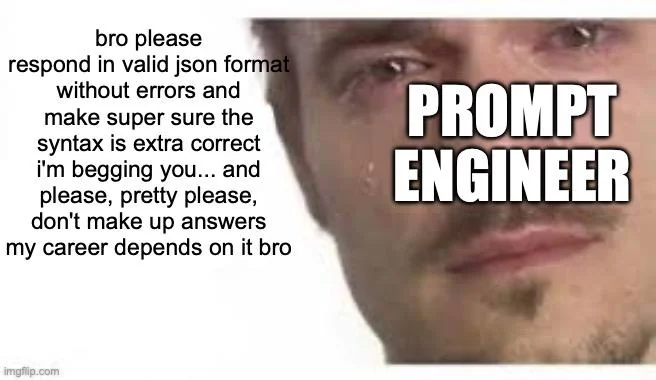 bro please
respond in valid json format
without errors and
make super sure the
syntax is extra correct
i'm begging you... and
please, pretty please,
don't make up answers
my career depends on it bro
PROMPT
ENGINEER
imgflip.com